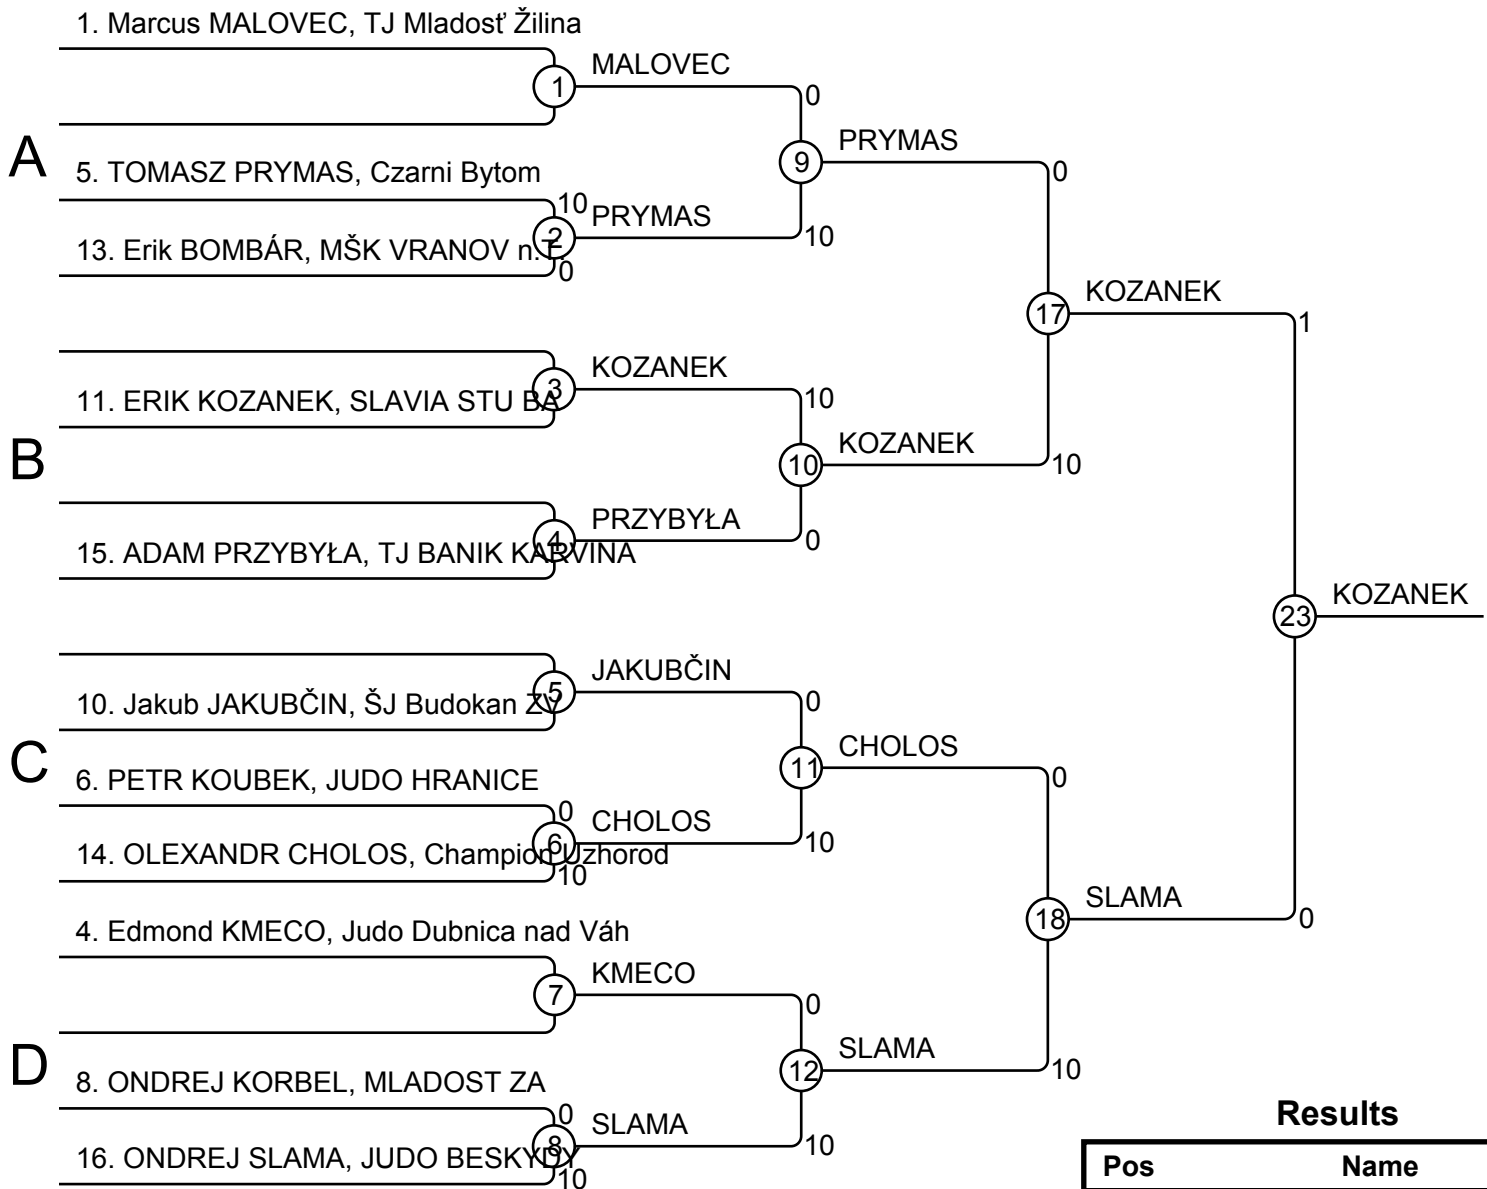 1. Marcus MALOVEC, TJ Mladosť Žilina
MALOVEC
1
0
A
PRYMAS
9
5. TOMASZ PRYMAS, Czarni Bytom
0
10
PRYMAS
2
10
13. Erik BOMBÁR, MŠK VRANOV n.T.
0
KOZANEK
17
1
KOZANEK
3
11. ERIK KOZANEK, SLAVIA STU BA
10
B
KOZANEK
10
10
PRZYBYŁA
4
0
15. ADAM PRZYBYŁA, TJ BANIK KARVINA
KOZANEK
23
JAKUBČIN
5
10. Jakub JAKUBČIN, ŠJ Budokan ZV
0
C
CHOLOS
11
6. PETR KOUBEK, JUDO HRANICE
0
0
CHOLOS
6
10
14. OLEXANDR CHOLOS, Champion Uzhorod
10
SLAMA
18
0
4. Edmond KMECO, Judo Dubnica nad Váh
KMECO
7
0
D
SLAMA
12
10
8. ONDREJ KORBEL, MLADOST ZA
0
SLAMA
8
10
16. ONDREJ SLAMA, JUDO BESKYDY
10
Results
Pos Name